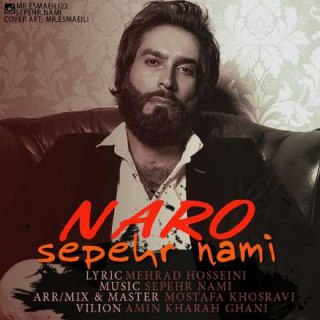 MR.ESMAEILI22
SEPEHR.NAMI
COVER ART: MR.ESMAEILI
NARO
sepehr nami
LYRIC MEHRAD HOSSEINI
MUSIC SEPEHR NAMI
ARR/MIX & MASTER MOSTAFA KHOSRAVI
VILION AMIN KHARAH GHANI